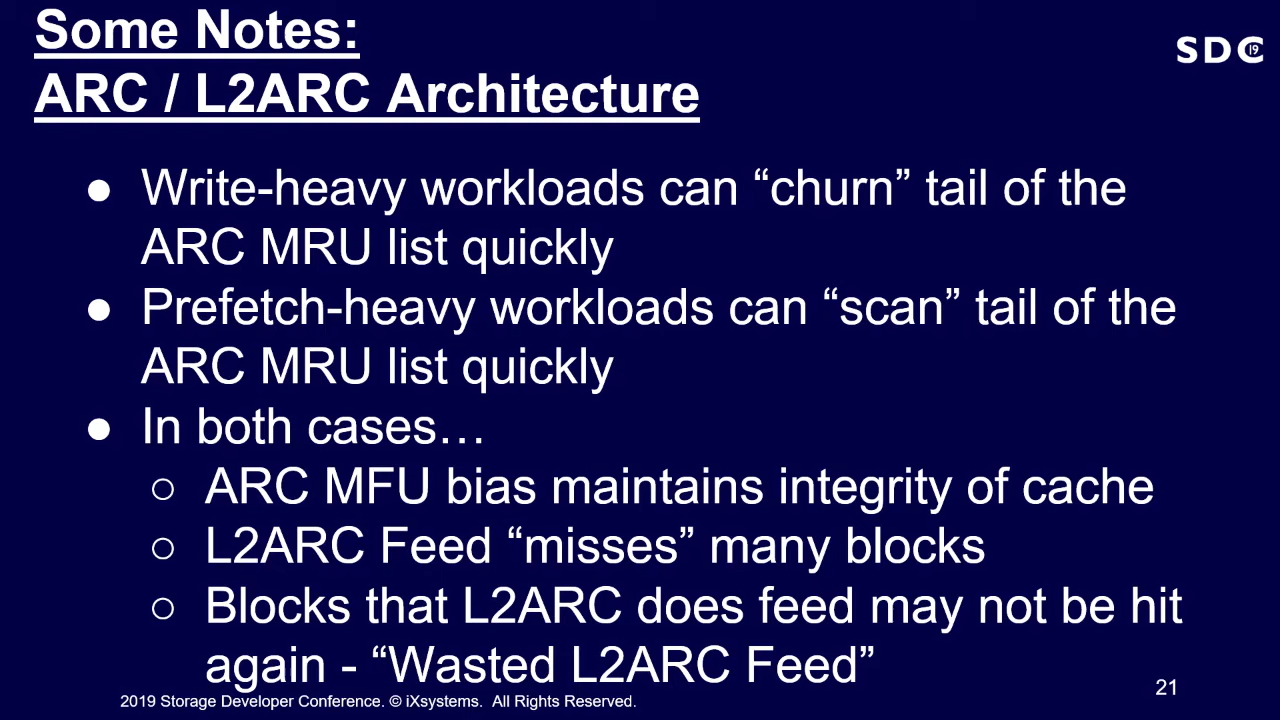 Some Notes:
ARC / L2ARC Architecture
SDC 19
● Write-heavy workloads can “churn” tail of the
ARC MRU list quickly
● Prefetch-heavy workloads can “scan” tail of the
ARC MRU list quickly
● In both cases…
○ ARC MFU bias maintains integrity of cache
○ L2ARC Feed “misses” many blocks
○ Blocks that L2ARC does feed may not be hit
again - “Wasted L2ARC Feed”
2019 Storage Developer Conference. © iXsystems. All Rights Reserved.
21